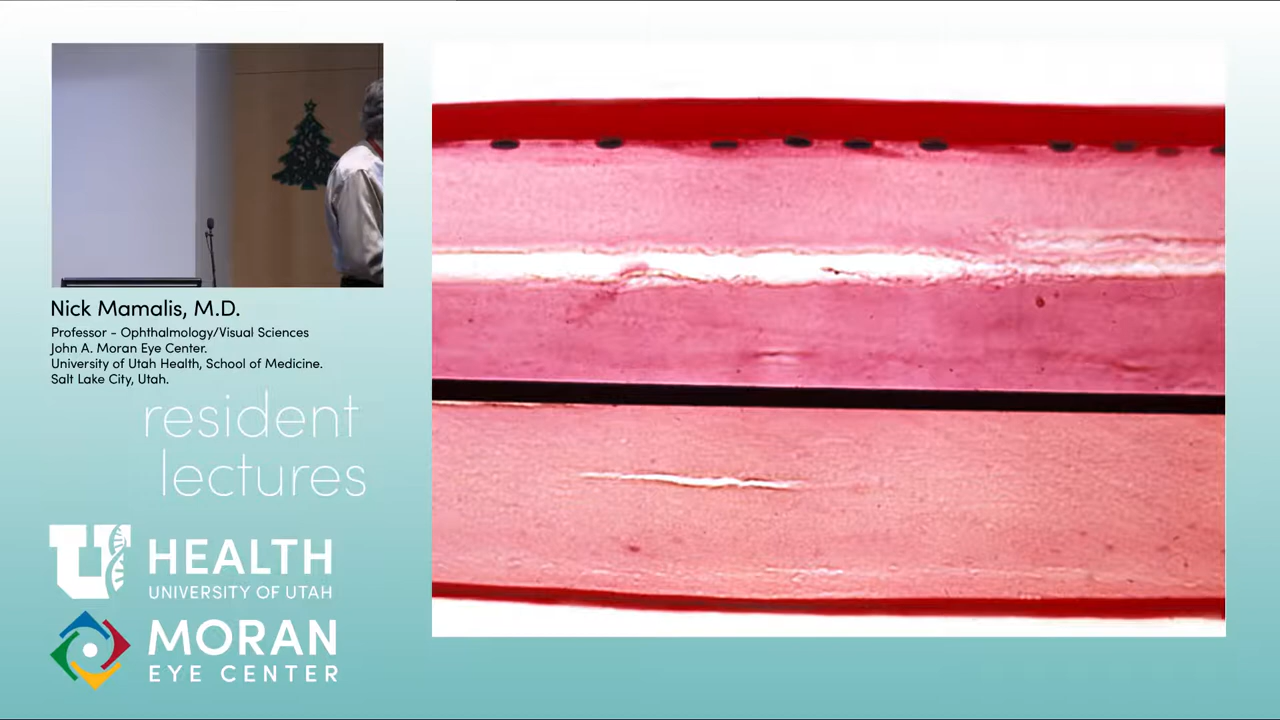 Nick Mamalis, M.D.
Professor - Ophthalmology/Visual Sciences
John A. Moran Eye Center.
University of Utah Health, School of Medicine.
Salt Lake City, Utah.
resident
lectures
U HEALTH
UNIVERSITY OF UTAH
MORAN
EYE CENTER